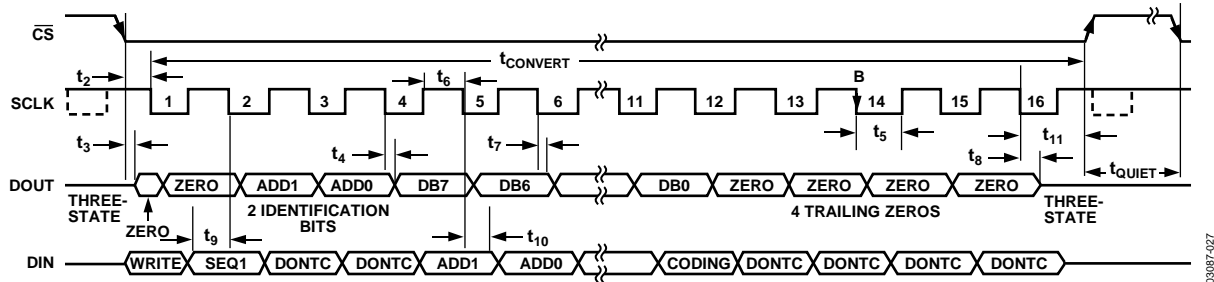 CS
tCONVERT
t2
t6
B
SCLK
1 2 3 4 5 6 11 12 13 14 15 16
t3
t4
t7
t5
t8
t11
tQUIET
DOUT
ZERO ADD1 ADD0 DB7 DB6 DB0 ZERO ZERO ZERO ZERO
THREE-
STATE
2 IDENTIFICATION
BITS
4 TRAILING ZEROS
THREE-
STATE
ZERO
t9
t10
DIN
WRITE SEQ1 DONTC DONTC ADD1 ADD0 CODING DONTC DONTC DONTC DONTC
03087-027